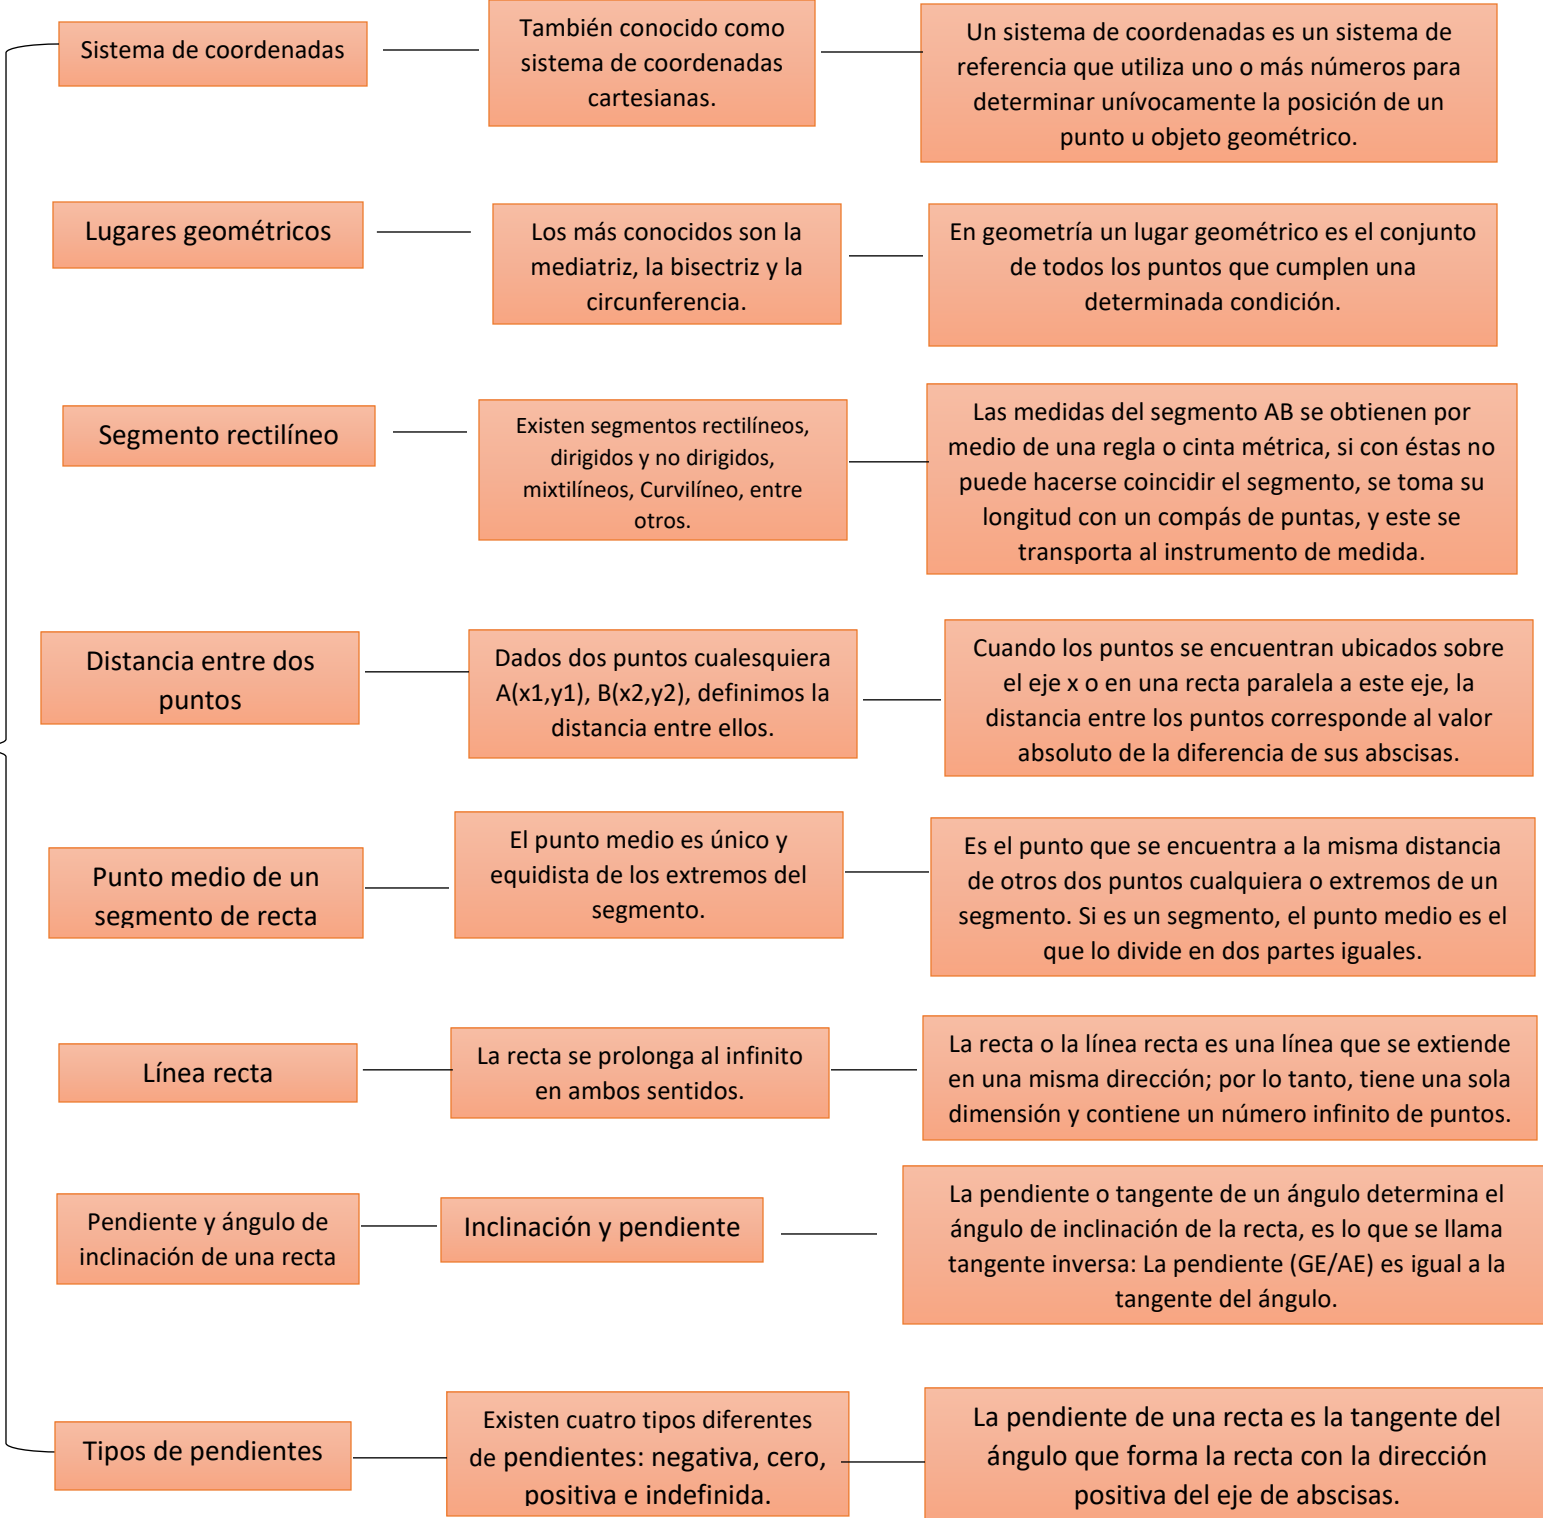 Sistema de coordenadas
También conocido como
sistema de coordenadas
cartesianas.
Un sistema de coordenadas es un sistema de
referencia que utiliza uno o más números para
determinar unívocamente la posición de un
punto u objeto geométrico.
Lugares geométricos
Los más conocidos son la
mediatriz, la bisectriz y la
circunferencia.
En geometría un lugar geométrico es el conjunto
de todos los puntos que cumplen una
determinada condición.
Segmento rectilíneo
Existen segmentos rectilíneos,
dirigidos y no dirigidos,
mixtilíneos, Curvilíneo, entre
otros.
Las medidas del segmento AB se obtienen por
medio de una regla o cinta métrica, si con éstas no
puede hacerse coincidir el segmento, se toma su
longitud con un compás de puntas, y este se
transporta al instrumento de medida.
Distancia entre dos
puntos
Dados dos puntos cualesquiera
A(x1,y1), B(x2,y2), definimos la
distancia entre ellos.
Cuando los puntos se encuentran ubicados sobre
el eje x o en una recta paralela a este eje, la
distancia entre los puntos corresponde al valor
absoluto de la diferencia de sus abscisas.
Punto medio de un
segmento de recta
El punto medio es único y
equidista de los extremos del
segmento.
Es el punto que se encuentra a la misma distancia
de otros dos puntos cualquiera o extremos de un
segmento. Si es un segmento, el punto medio es el
que lo divide en dos partes iguales.
Línea recta
La recta se prolonga al infinito
en ambos sentidos.
La recta o la línea recta es una línea que se extiende
en una misma dirección; por lo tanto, tiene una sola
dimensión y contiene un número infinito de puntos.
Pendiente y ángulo de
inclinación de una recta
Inclinación y pendiente
La pendiente o tangente de un ángulo determina el
ángulo de inclinación de la recta, es lo que se llama
tangente inversa: La pendiente (GE/AE) es igual a la
tangente del ángulo.
Tipos de pendientes
Existen cuatro tipos diferentes
de pendientes: negativa, cero,
positiva e indefinida.
La pendiente de una recta es la tangente del
ángulo que forma la recta con la dirección
positiva del eje de abscisas.